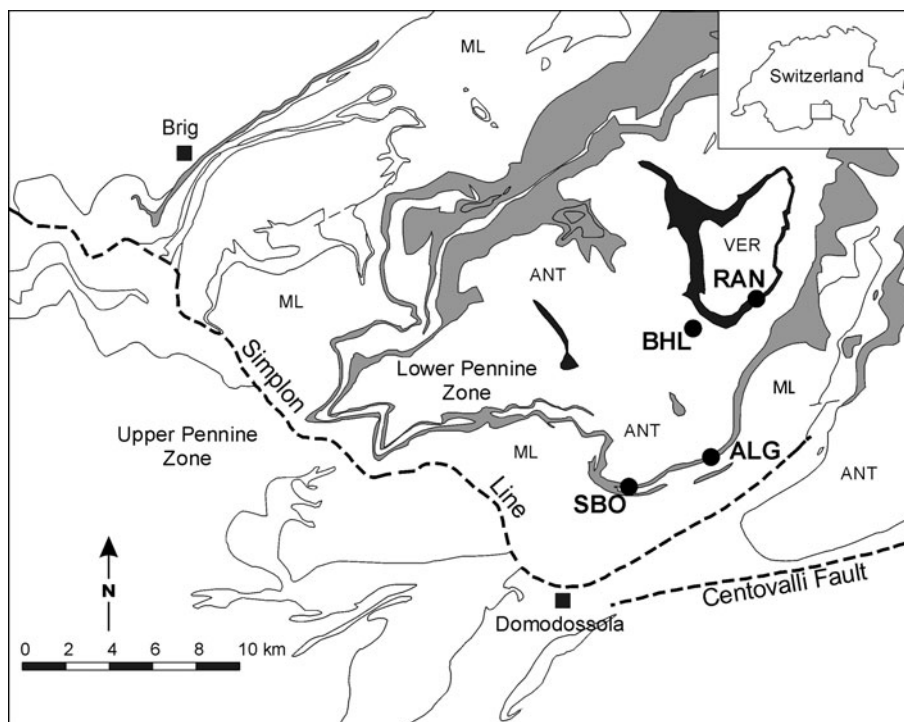 ML
Switzerland
Brig
VER
ANT
RAN
ML
BHL
Simplon
Lower Pennine
Zone
ML
Upper Pennine
Zone
ANT
ML
ALG
ANT
Line
SBO
N
Centovalli Fault
Domodossola
0 2 4 6 8 10 km